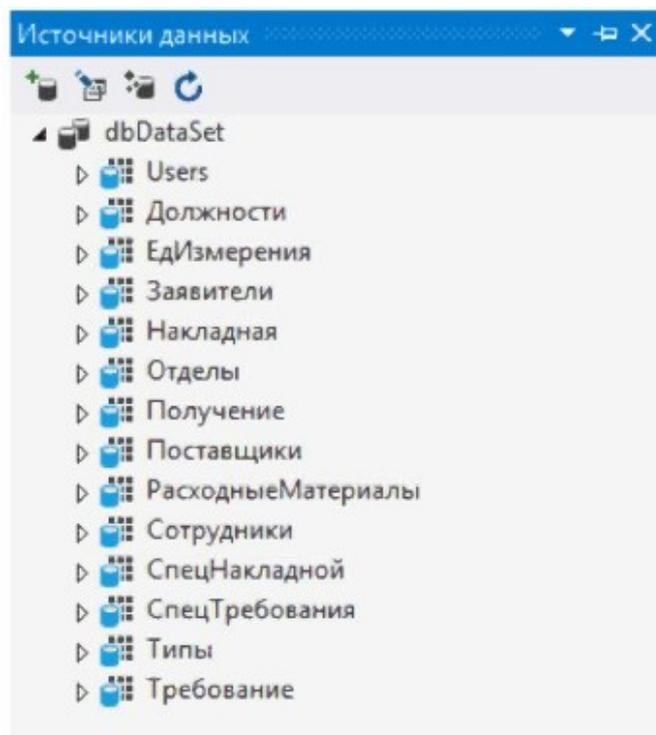 Источники данных
dbDataSet
Users
Должности
ЕдИзмерения
Заявители
Накладная
Отделы
Получение
Поставщики
РасходныеМатериалы
Сотрудники
СпецНакладной
СпецТребования
Типы
Требование